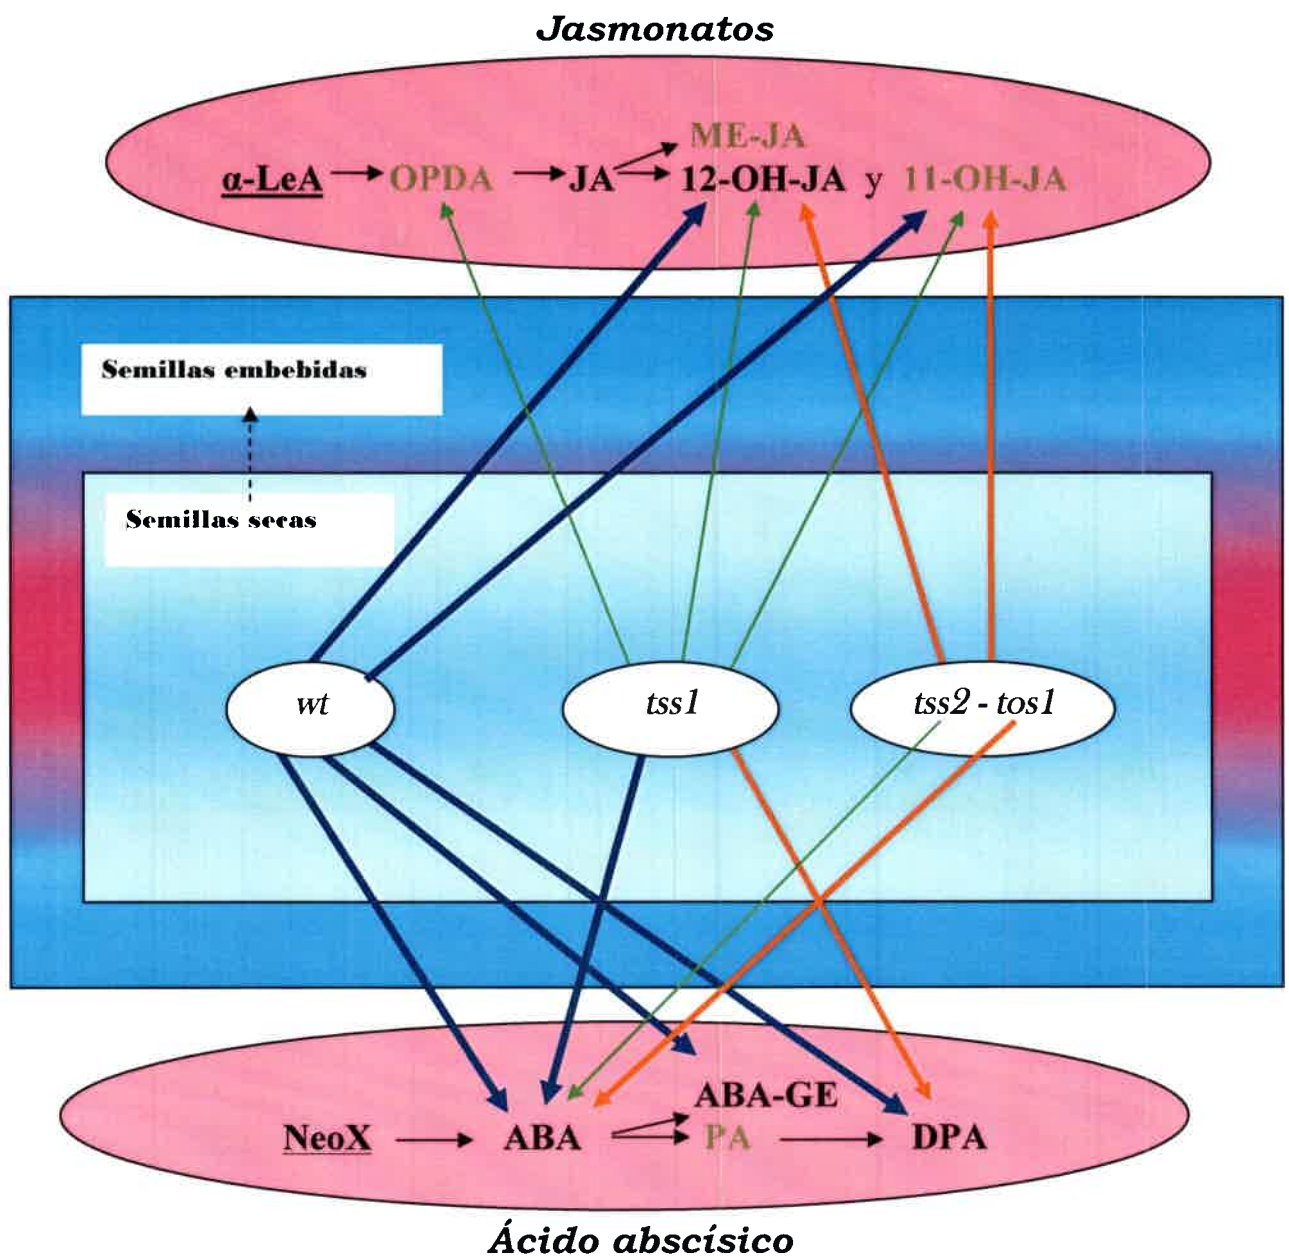 Jasmonatos
ME-JA
α-LeA OPDA JA 12-OH-JA y 11-OH-JA
Semillas embebidas
Semillas secas
wt tss1 tss2 - tos1
ABA-GE
NeoX ABA PA DPA
Ácido abscísico